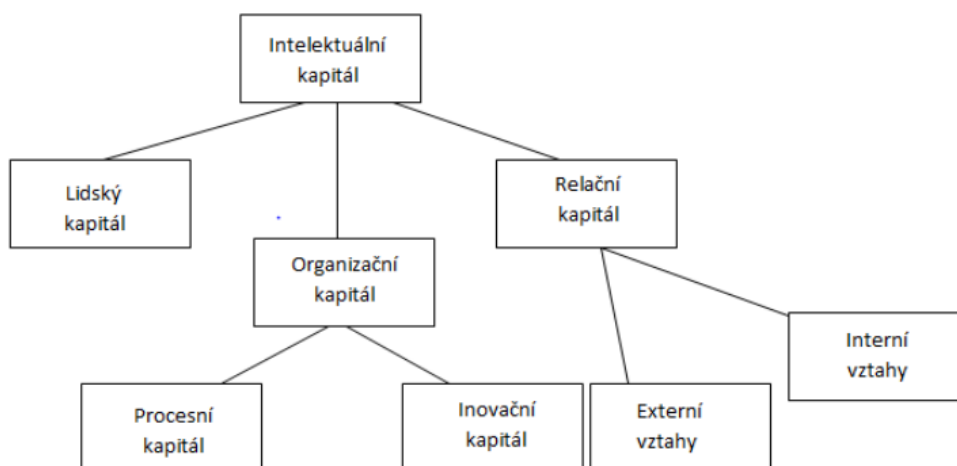 Intelektuální
kapitál
Lidský
kapitál
Relační
kapitál
Organizační
kapitál
Interní
vztahy
Procesní
kapitál
Inovační
kapitál
Externí
vztahy